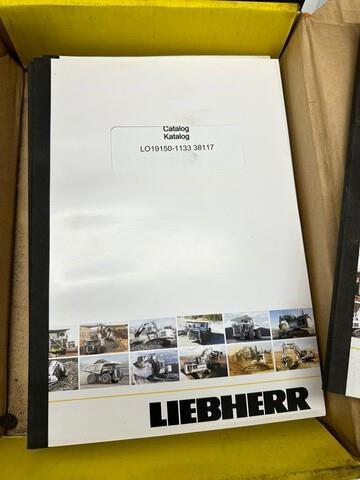 Catalog
Katalog
LO19150-1133 38117
LIEBHERR